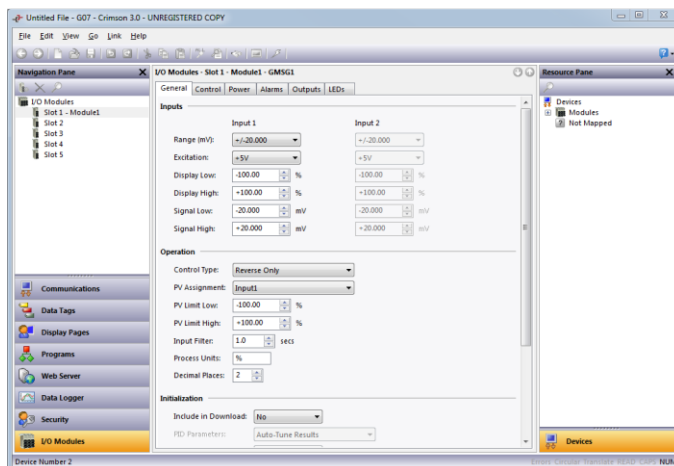 Untitled File - G07 - Crimson 3.0 - UNREGISTERED COPY
File Edit View Go Link Help
Navigation Pane
I/O Modules - Slot 1 - Module1 - GMSG1
Resource Pane
I/O Modules
Slot 1 - Module1
Slot 2
Slot 3
Slot 4
Slot 5
General Control Power Alarms Outputs LEDs
Devices
Modules
Not Mapped
Inputs
Input 1 Input 2
Range (mV): +/-20.000 +/-20.000
Excitation: +5V +5V
Display Low: -100.00 % -100.00 %
Display High: +100.00 % +100.00 %
Signal Low: -20.000 mV -20.000 mV
Signal High: +20.000 mV +20.000 mV
Operation
Control Type: Reverse Only
PV Assignment: Input1
PV Limit Low: -100.00 %
PV Limit High: +100.00 %
Input Filter: 1.0 secs
Process Units: %
Decimal Places: 2
Initialization
Include in Download: No
PID Parameters: Auto-Tune Results
Communications
Data Tags
Display Pages
Programs
Web Server
Data Logger
Security
I/O Modules
Devices
Device Number 2
Errors Circular Translate READ CAPS NUM